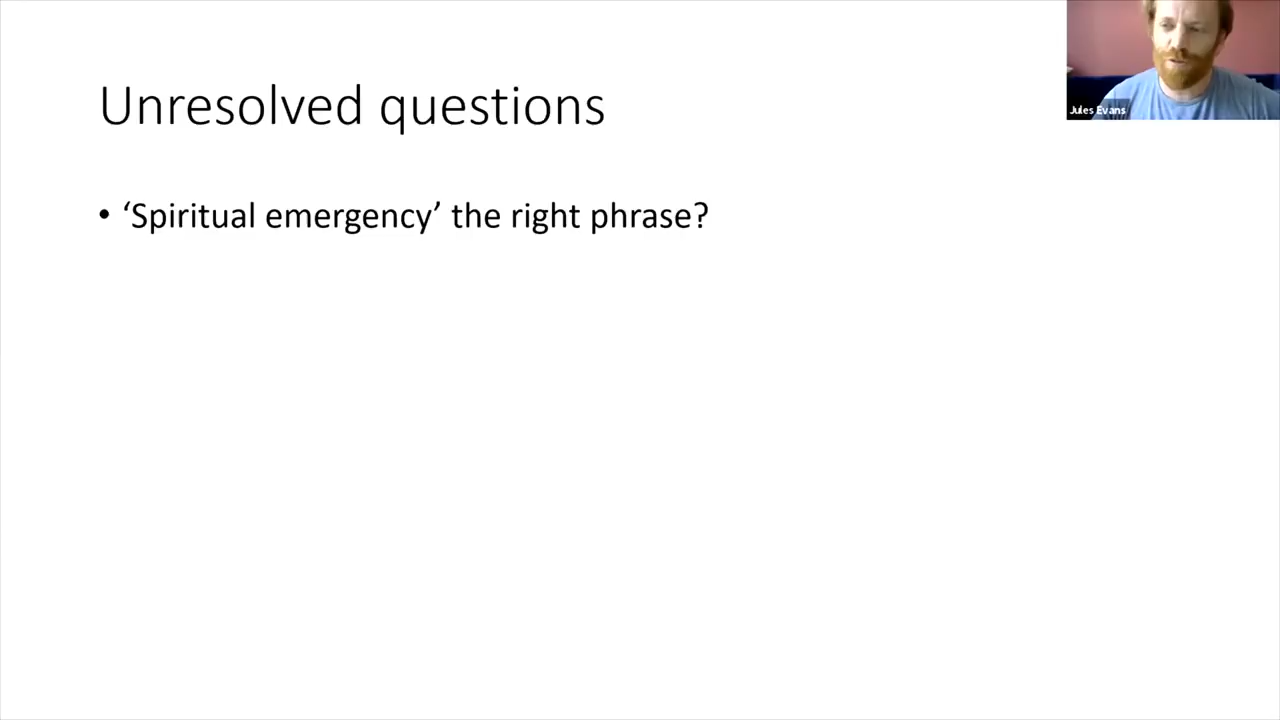 Unresolved questions
• ‘Spiritual emergency’ the right phrase?
Jules Evans